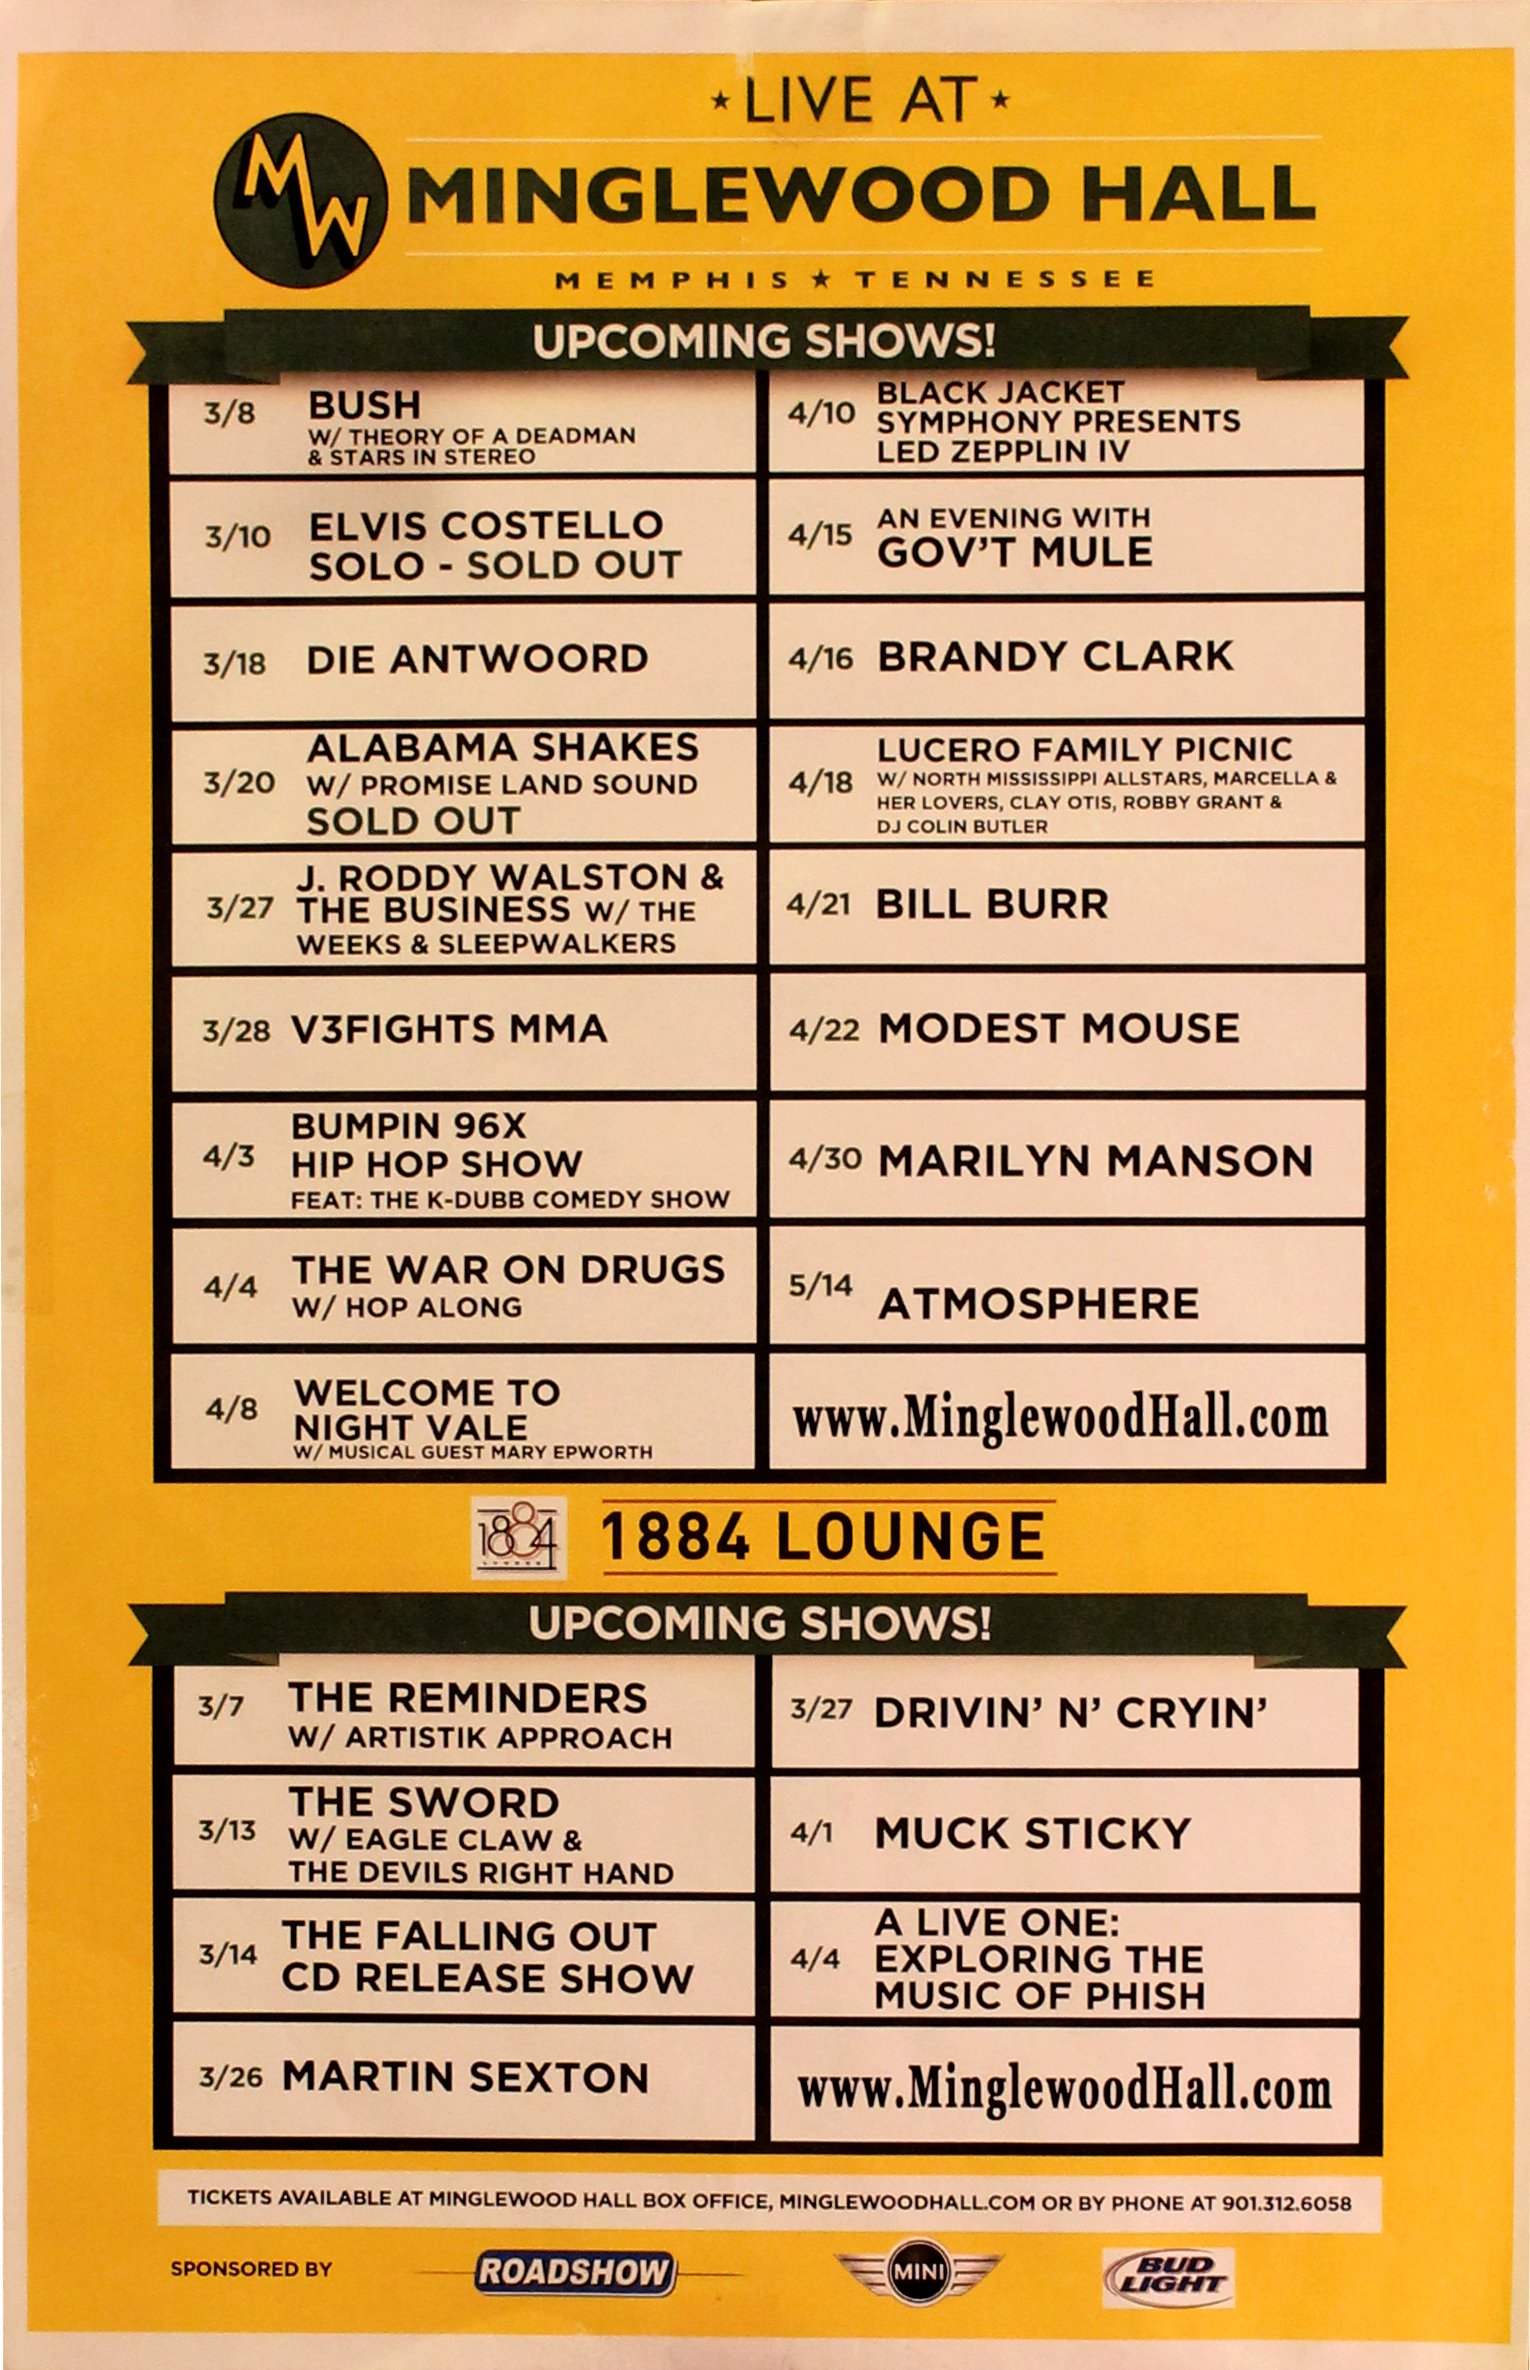 ★ LIVE AT ★
MW
MINGLEWOOD HALL
MEMPHIS ★ TENNESSEE
UPCOMING SHOWS!
3/8
BUSH
W/ THEORY OF A DEADMAN
& STARS IN STEREO
3/10
ELVIS COSTELLO
SOLO - SOLD OUT
3/18
DIE ANTWOORD
3/20
ALABAMA SHAKES
W/ PROMISE LAND SOUND
SOLD OUT
3/27
J. RODDY WALSTON &
THE BUSINESS W/ THE
WEEKS & SLEEPWALKERS
3/28
V3FIGHTS MMA
4/3
BUMPIN 96X
HIP HOP SHOW
FEAT: THE K-DUBB COMEDY SHOW
4/4
THE WAR ON DRUGS
W/ HOP ALONG
4/8
WELCOME TO
NIGHT VALE
W/ MUSICAL GUEST MARY EPWORTH
4/10
BLACK JACKET
SYMPHONY PRESENTS
LED ZEPPLIN IV
4/15
AN EVENING WITH
GOV'T MULE
4/16
BRANDY CLARK
4/18
LUCERO FAMILY PICNIC
W/ NORTH MISSISSIPPI ALLSTARS, MARCELLA &
HER LOVERS, CLAY OTIS, ROBBY GRANT &
DJ COLIN BUTLER
4/21
BILL BURR
4/22
MODEST MOUSE
4/30
MARILYN MANSON
5/14
ATMOSPHERE
www.MinglewoodHall.com
1884
LOUNGE
1884 LOUNGE
UPCOMING SHOWS!
3/7
THE REMINDERS
W/ ARTISTIK APPROACH
3/13
THE SWORD
W/ EAGLE CLAW &
THE DEVILS RIGHT HAND
3/14
THE FALLING OUT
CD RELEASE SHOW
3/26
MARTIN SEXTON
3/27
DRIVIN' N' CRYIN'
4/1
MUCK STICKY
4/4
A LIVE ONE:
EXPLORING THE
MUSIC OF PHISH
www.MinglewoodHall.com
TICKETS AVAILABLE AT MINGLEWOOD HALL BOX OFFICE, MINGLEWOODHALL.COM OR BY PHONE AT 901.312.6058
SPONSORED BY
ROADSHOW
MINI
BUD
LIGHT